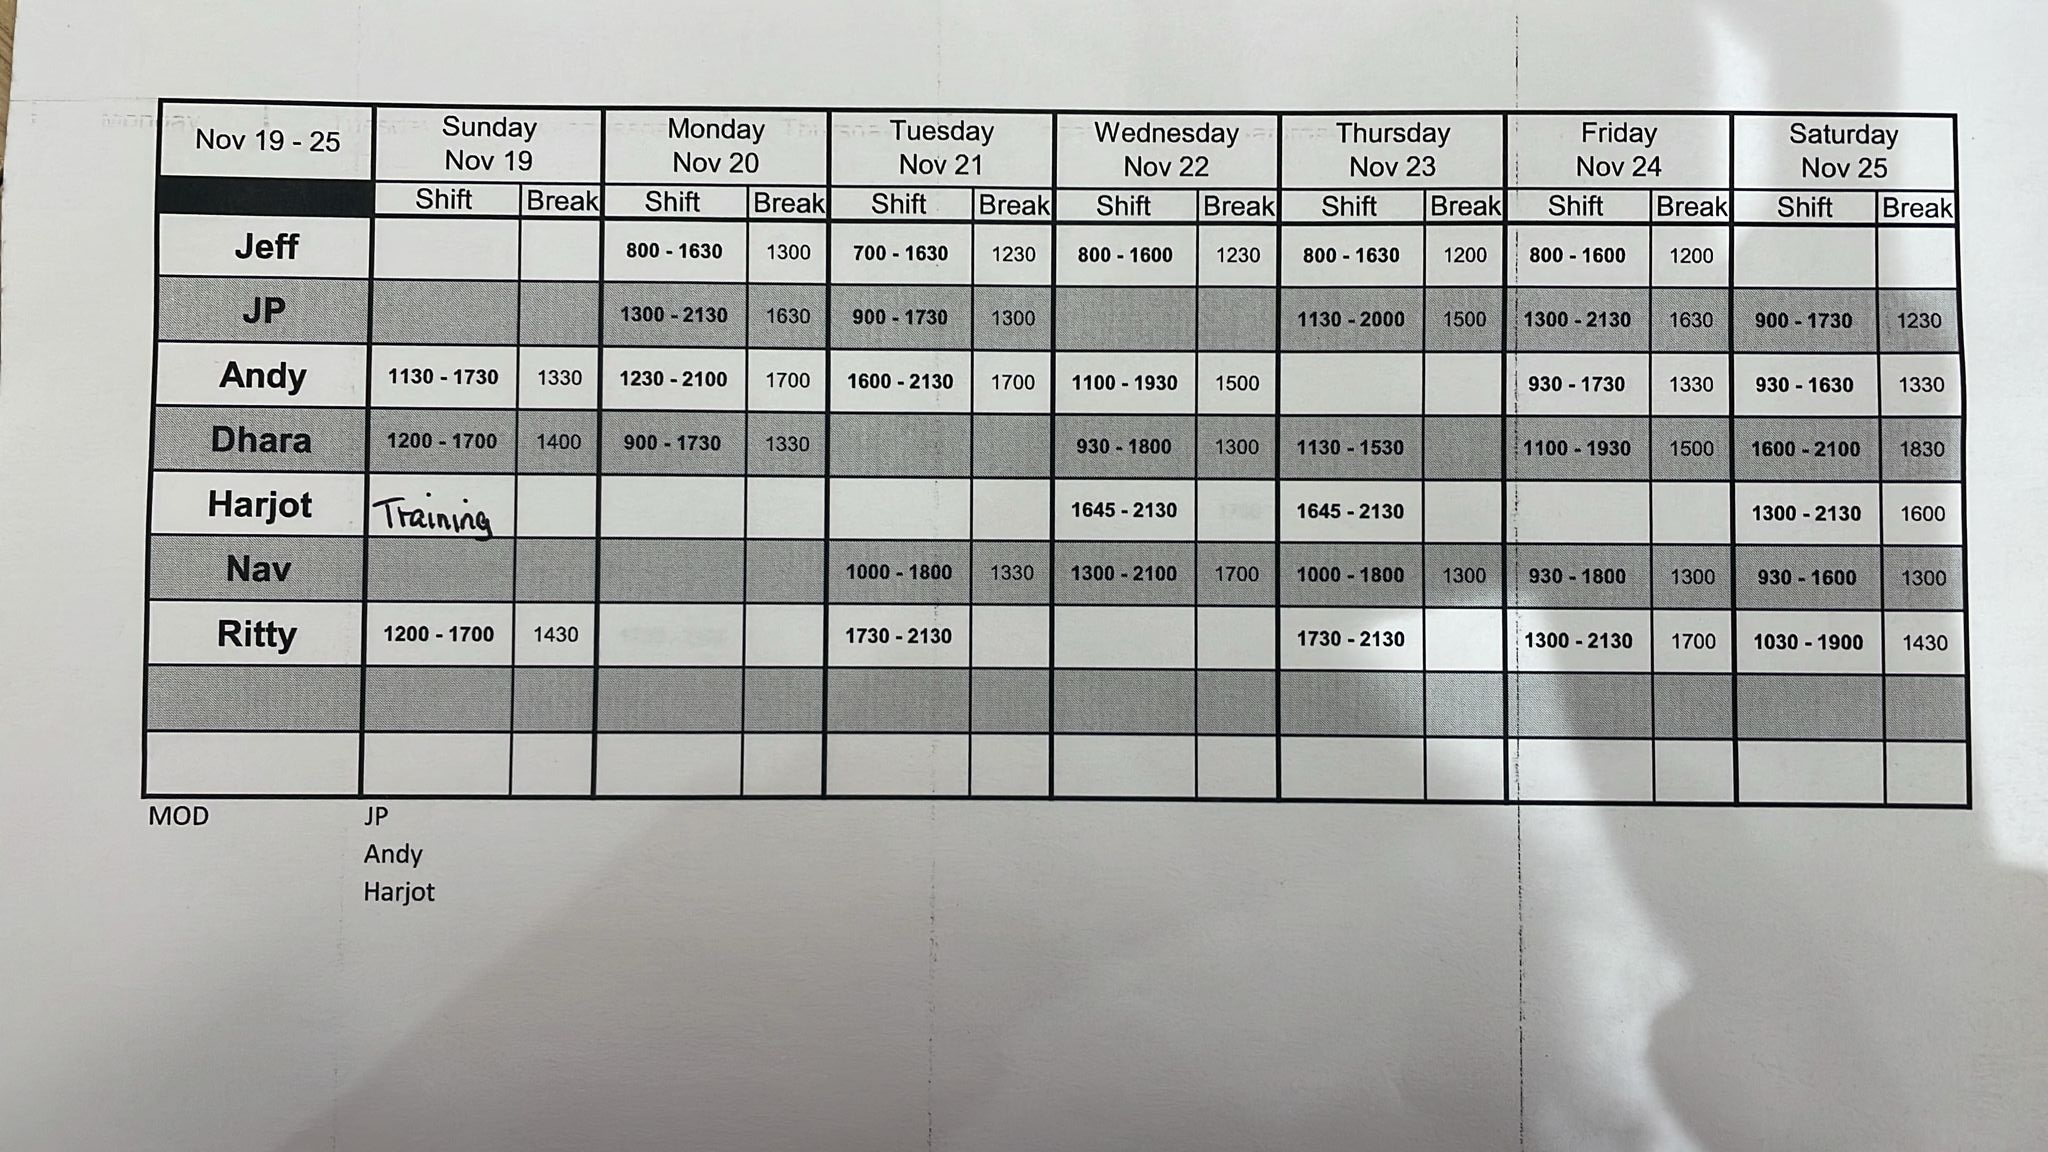 Nov 19 - 25 Sunday Nov 19 Monday Nov 20 Tuesday Nov 21 Wednesday Nov 22 Thursday Nov 23 Friday Nov 24 Saturday Nov 25
Shift Break Shift Break Shift Break Shift Break Shift Break Shift Break Shift Break
Jeff 800 - 1630 1300 700 - 1630 1230 800 - 1600 1230 800 - 1630 1200 800 - 1600 1200
JP 1300 - 2130 1630 900 - 1730 1300 1130 - 2000 1500 1300 - 2130 1630 900 - 1730 1230
Andy 1130 - 1730 1330 1230 - 2100 1700 1600 - 2130 1700 1100 - 1930 1500 930 - 1730 1330 930 - 1630 1330
Dhara 1200 - 1700 1400 900 - 1730 1330 930 - 1800 1300 1130 - 1530 1100 - 1930 1500 1600 - 2100 1830
Harjot Training 1645 - 2130 1645 - 2130 1300 - 2130 1600
Nav 1000 - 1800 1330 1300 - 2100 1700 1000 - 1800 1300 930 - 1800 1300 930 - 1600 1300
Ritty 1200 - 1700 1430 1730 - 2130 1730 - 2130 1300 - 2130 1700 1030 - 1900 1430
MOD JP
Andy
Harjot